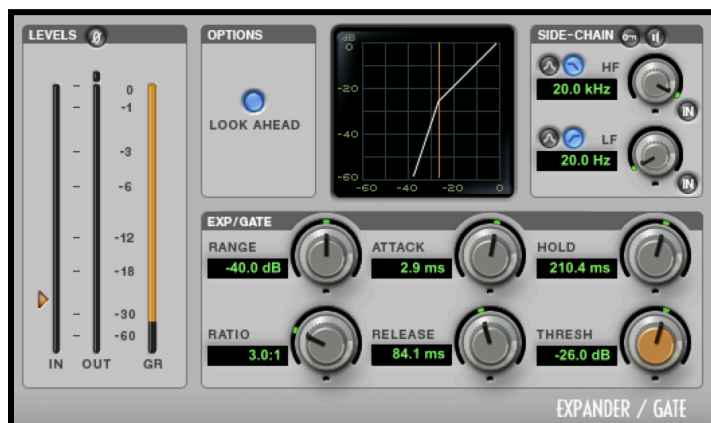 LEVELS Ø
0
-1
-3
-6
-12
-18
-30
-60
IN OUT GR
OPTIONS
LOOK AHEAD
dB
0
-20
-40
-60
-60 -40 -20 0
SIDE-CHAIN
HF
20.0 kHz
IN
LF
20.0 Hz
IN
EXP/GATE
RANGE
-40.0 dB
ATTACK
2.9 ms
HOLD
210.4 ms
RATIO
3.0:1
RELEASE
84.1 ms
THRESH
-26.0 dB
EXPANDER / GATE